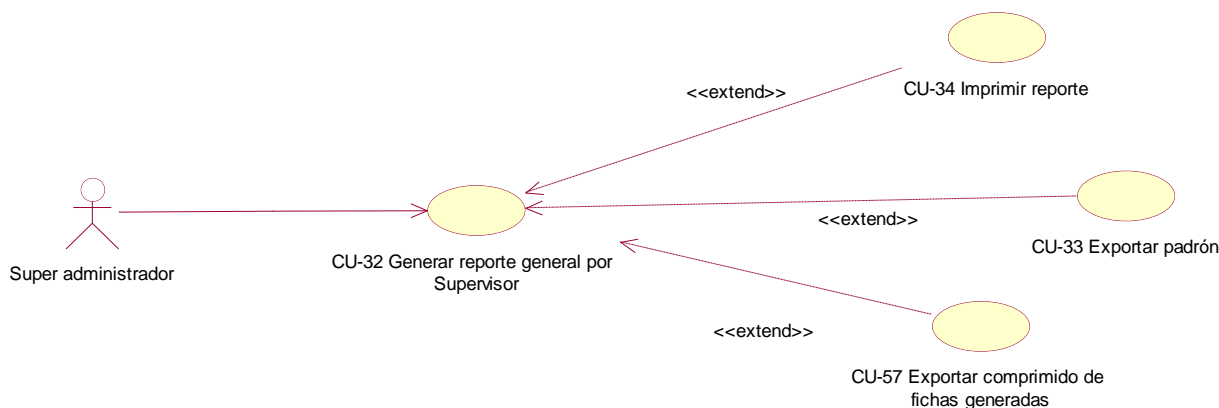 <<extend>>
CU-34 Imprimir reporte
<<extend>>
CU-33 Exportar padrón
Super administrador
CU-32 Generar reporte general por
Supervisor
<<extend>>
CU-57 Exportar comprimido de
fichas generadas